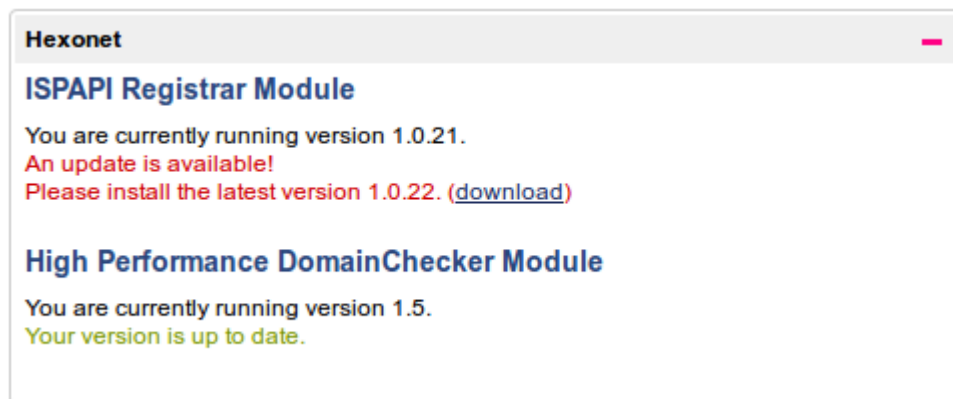 Hexonet
ISPAPI Registrar Module
You are currently running version 1.0.21.
An update is available!
Please install the latest version 1.0.22. (download)
High Performance DomainChecker Module
You are currently running version 1.5.
Your version is up to date.